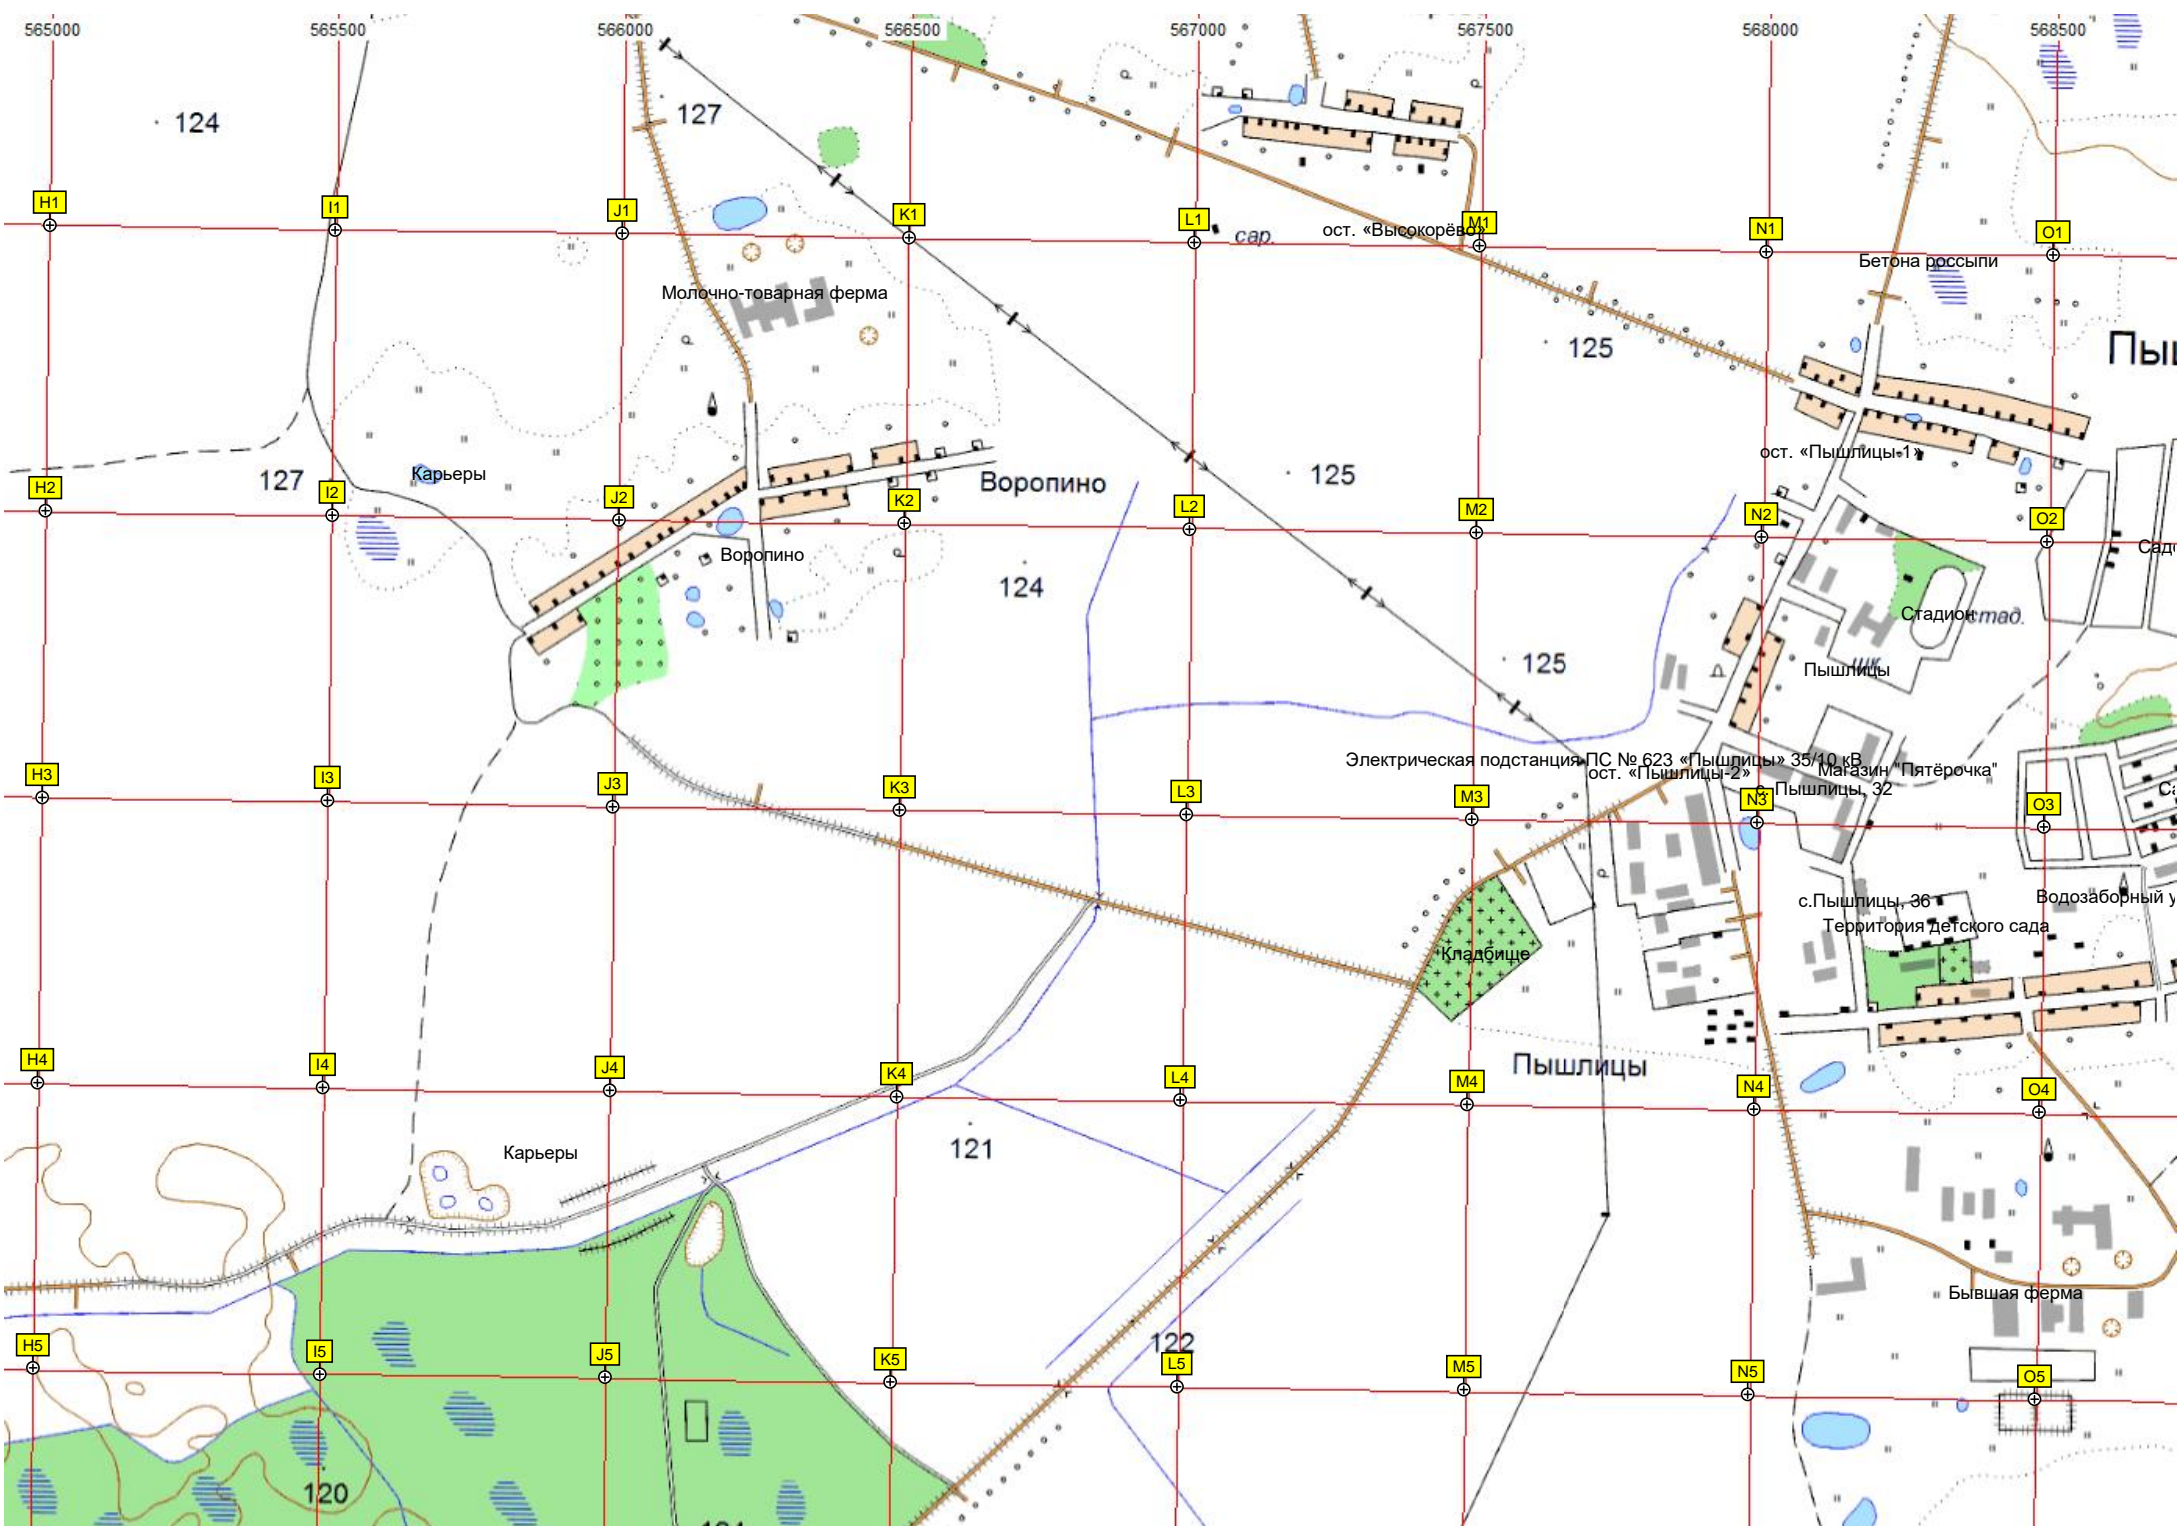 565000 565500 566000 566500 567000 567500 568000 568500
124
127
H1 I1 J1 K1 L1 M1 N1 O1
сар.
ост. «Высокорёво»
Бетона россыпи
Молочно-товарная ферма
125
Карьеры
127
Воропино
125
ост. «Пышлицы-1»
H2 I2 J2 K2 L2 M2 N2 O2
Воропино
124
Стадион
стад.
125
шк.
Пышлицы
Электрическая подстанция ПС № 623 «Пышлицы» 35/10 кВ
ост. «Пышлицы-2»
Магазин "Пятёрочка"
с. Пышлицы, 32
H3 I3 J3 K3 L3 M3 N3 O3
с.Пышлицы, 36
Водозаборный у
Территория детского сада
Кладбище
Пышлицы
H4 I4 J4 K4 L4 M4 N4 O4
121
Карьеры
Бывшая ферма
122
H5 I5 J5 K5 L5 M5 N5 O5
120